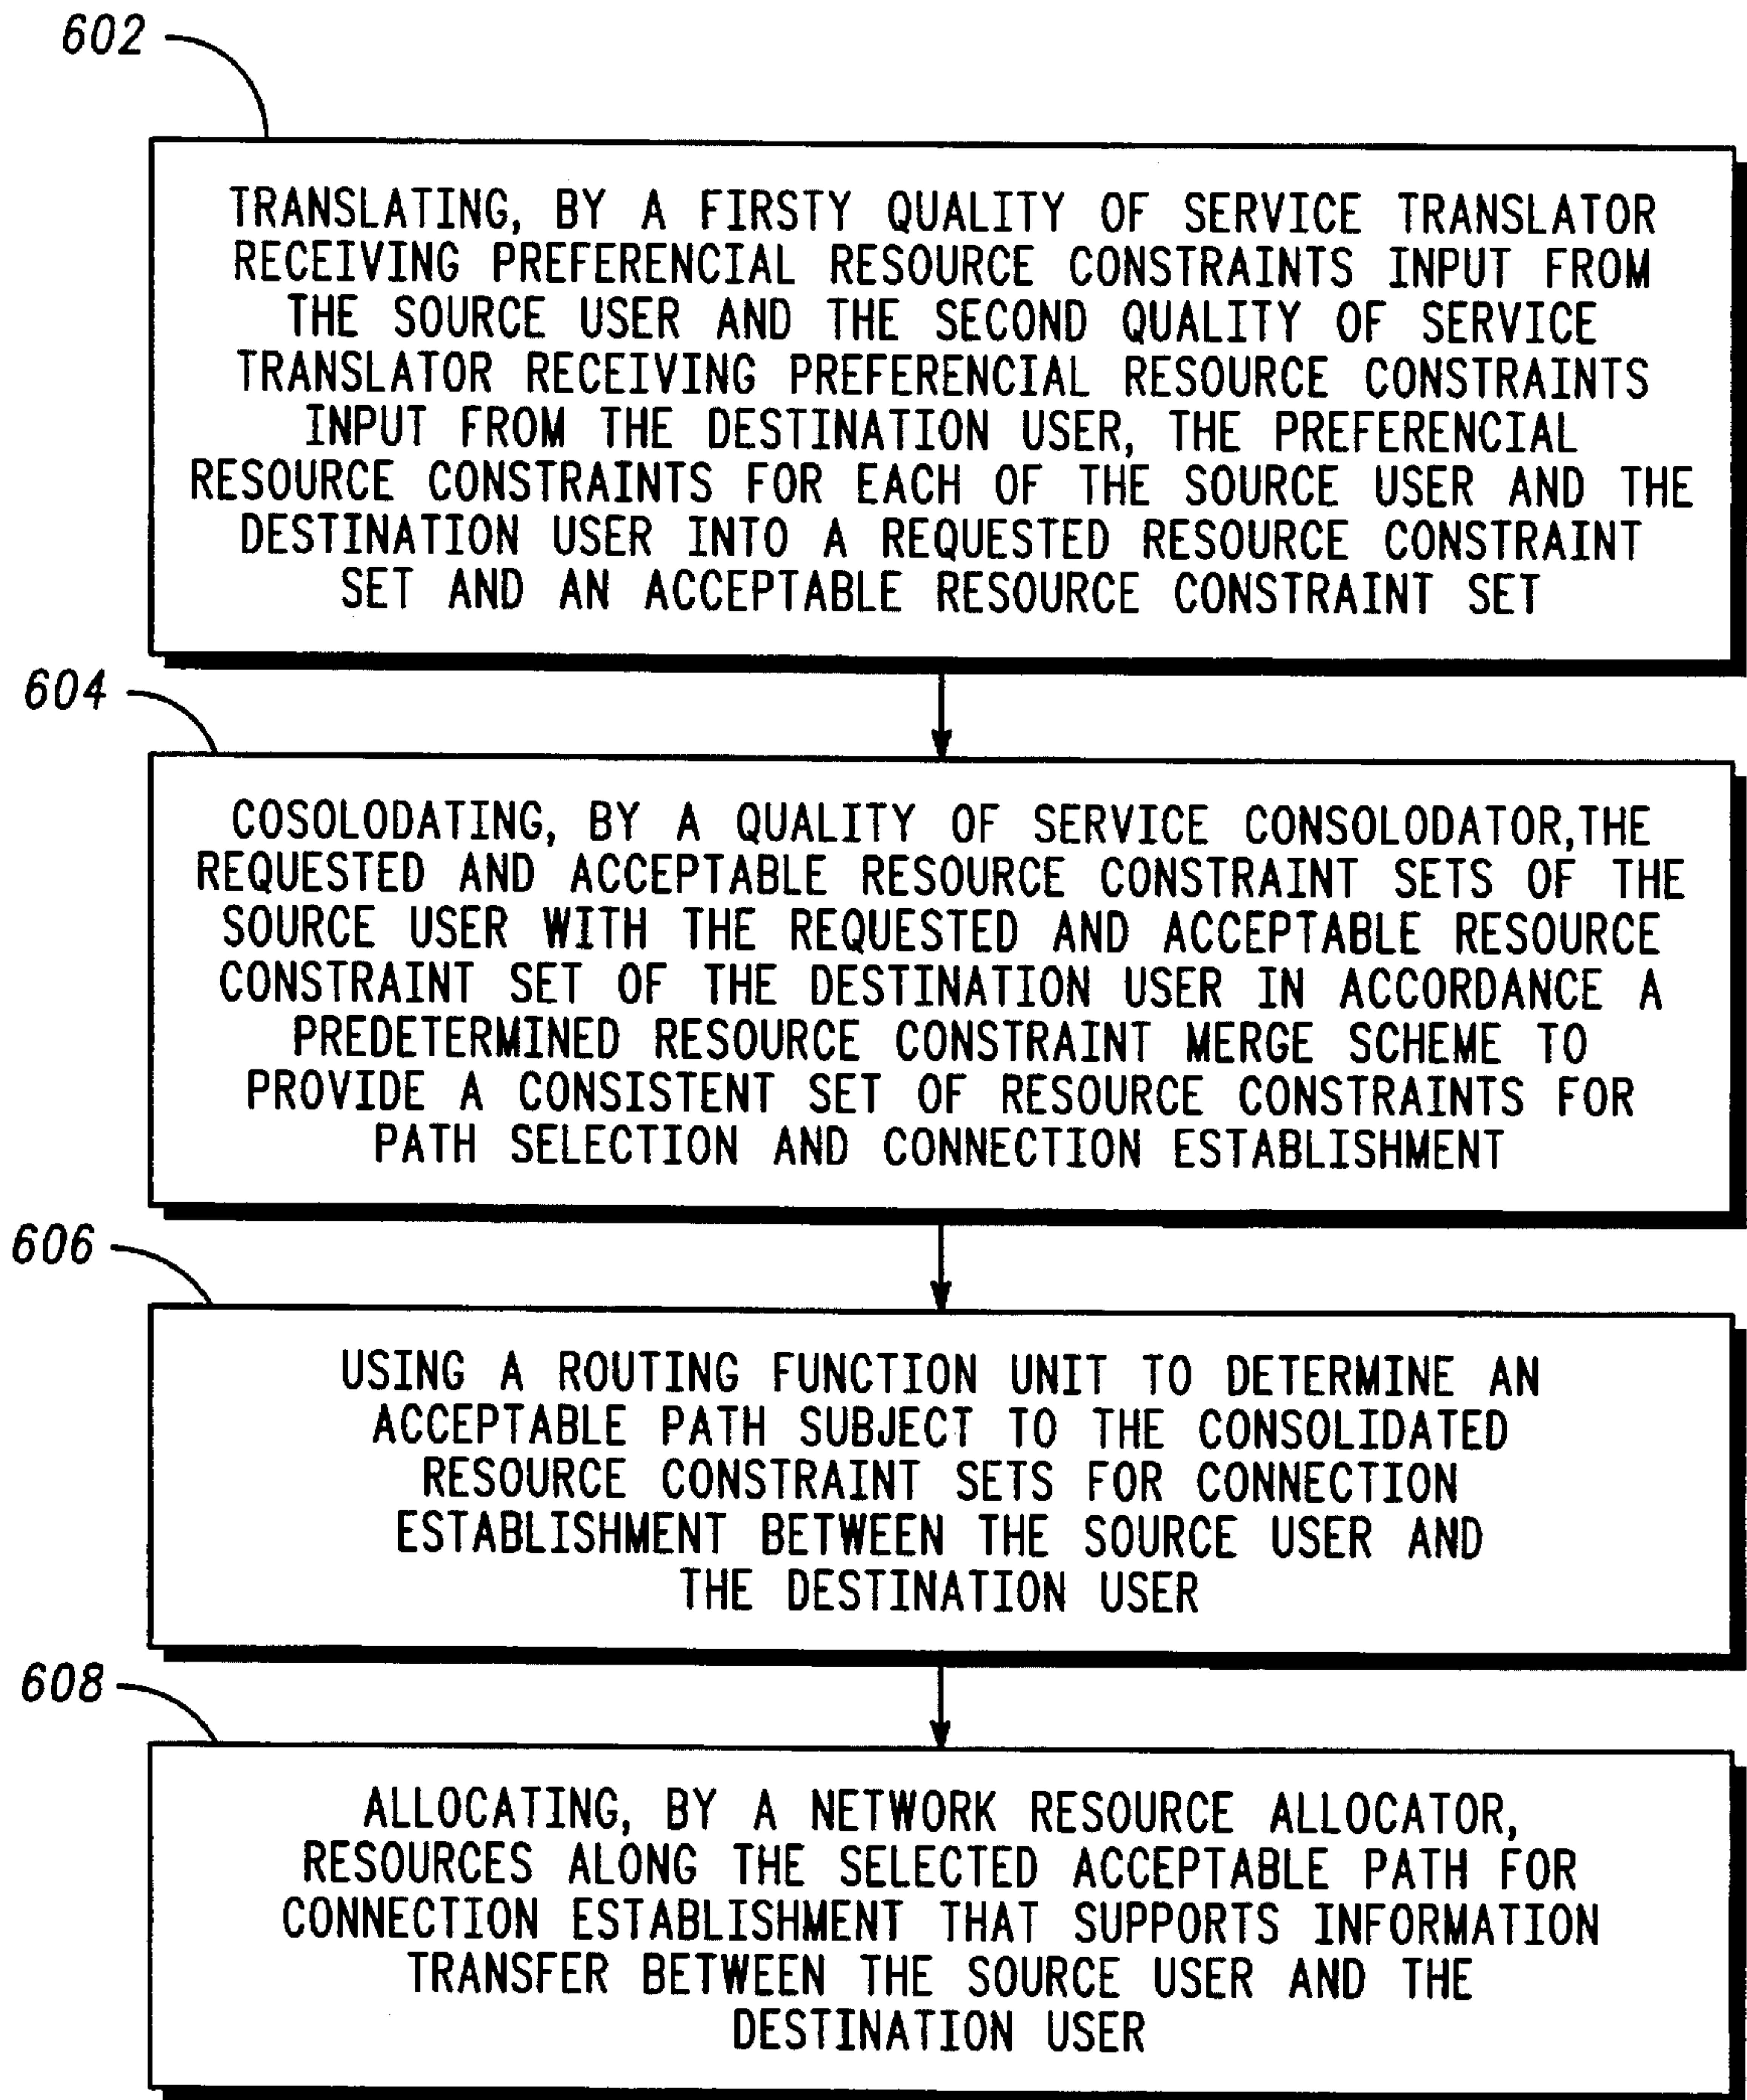 602
TRANSLATING, BY A FIRSTY QUALITY OF SERVICE TRANSLATOR
RECEIVING PREFERENCIAL RESOURCE CONSTRAINTS INPUT FROM
THE SOURCE USER AND THE SECOND QUALITY OF SERVICE
TRANSLATOR RECEIVING PREFERENCIAL RESOURCE CONSTRAINTS
INPUT FROM THE DESTINATION USER, THE PREFERENCIAL
RESOURCE CONSTRAINTS FOR EACH OF THE SOURCE USER AND THE
DESTINATION USER INTO A REQUESTED RESOURCE CONSTRAINT
SET AND AN ACCEPTABLE RESOURCE CONSTRAINT SET
604
COSOLODATING, BY A QUALITY OF SERVICE CONSOLODATOR,THE
REQUESTED AND ACCEPTABLE RESOURCE CONSTRAINT SETS OF THE
SOURCE USER WITH THE REQUESTED AND ACCEPTABLE RESOURCE
CONSTRAINT SET OF THE DESTINATION USER IN ACCORDANCE A
PREDETERMINED RESOURCE CONSTRAINT MERGE SCHEME TO
PROVIDE A CONSISTENT SET OF RESOURCE CONSTRAINTS FOR
PATH SELECTION AND CONNECTION ESTABLISHMENT
606
USING A ROUTING FUNCTION UNIT TO DETERMINE AN
ACCEPTABLE PATH SUBJECT TO THE CONSOLIDATED
RESOURCE CONSTRAINT SETS FOR CONNECTION
ESTABLISHMENT BETWEEN THE SOURCE USER AND
THE DESTINATION USER
608
ALLOCATING, BY A NETWORK RESOURCE ALLOCATOR,
RESOURCES ALONG THE SELECTED ACCEPTABLE PATH FOR
CONNECTION ESTABLISHMENT THAT SUPPORTS INFORMATION
TRANSFER BETWEEN THE SOURCE USER AND THE
DESTINATION USER